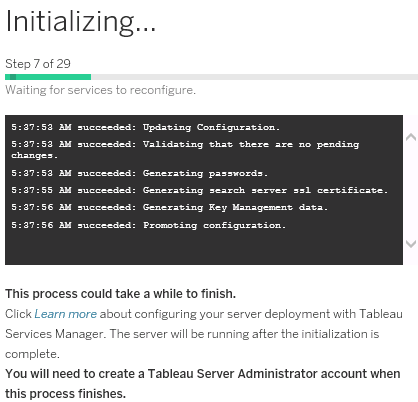 Initializing...
Step 7 of 29
Waiting for services to reconfigure.
5:37:53 AM succeeded: Updating Configuration.
5:37:53 AM succeeded: Validating that there are no pending
changes.
5:37:53 AM succeeded: Generating passwords.
5:37:55 AM succeeded: Generating search server ssl certificate.
5:37:56 AM succeeded: Generating Key Management data.
5:37:56 AM succeeded: Promoting configuration.
This process could take a while to finish.
Click Learn more about configuring your server deployment with Tableau
Services Manager. The server will be running after the initialization is
complete.
You will need to create a Tableau Server Administrator account when
this process finishes.